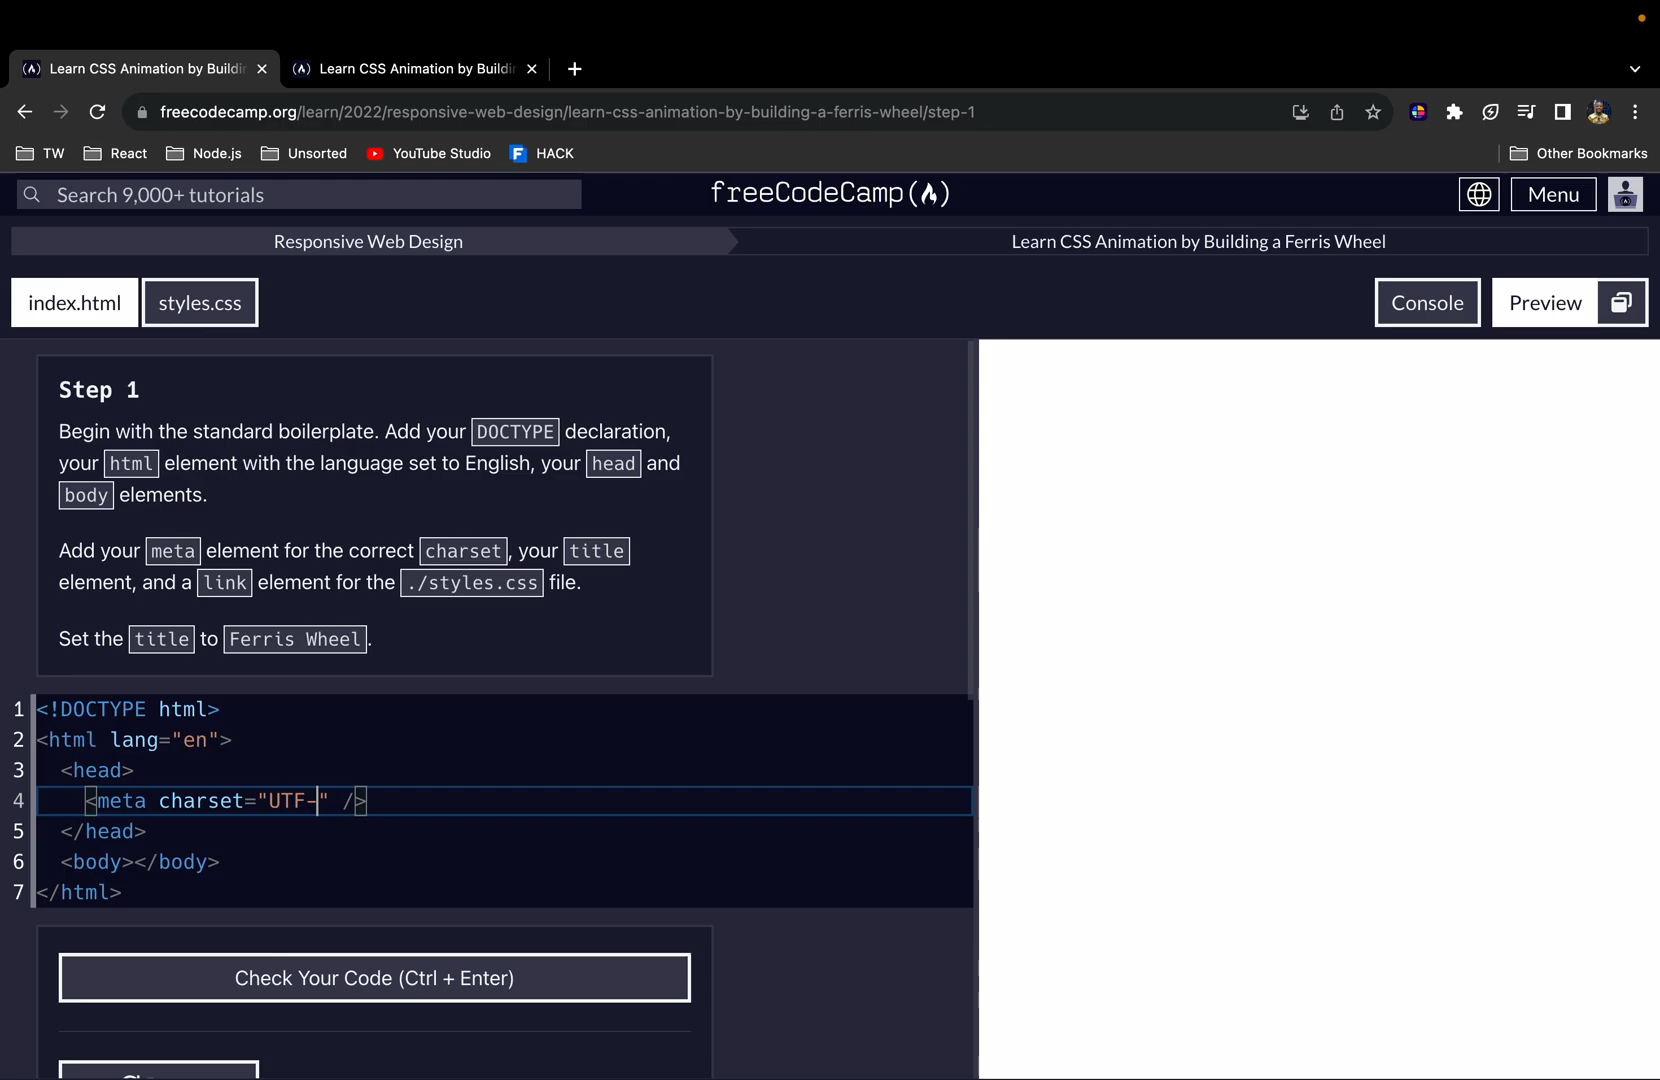 Learn CSS Animation by Buildin
Learn CSS Animation by Buildin
freecodecamp.org/learn/2022/responsive-web-design/learn-css-animation-by-building-a-ferris-wheel/step-1
TW React Node.js Unsorted YouTube Studio HACK Other Bookmarks
Search 9,000+ tutorials freeCodeCamp Menu
Responsive Web Design Learn CSS Animation by Building a Ferris Wheel
index.html styles.css Console Preview
Step 1
Begin with the standard boilerplate. Add your DOCTYPE declaration,
your html element with the language set to English, your head and
body elements.
Add your meta element for the correct charset, your title
element, and a link element for the ./styles.css file.
Set the title to Ferris Wheel.
1 <!DOCTYPE html>
2 <html lang="en">
3 <head>
4 <meta charset="UTF-" />
5 </head>
6 <body></body>
7 </html>
Check Your Code (Ctrl + Enter)